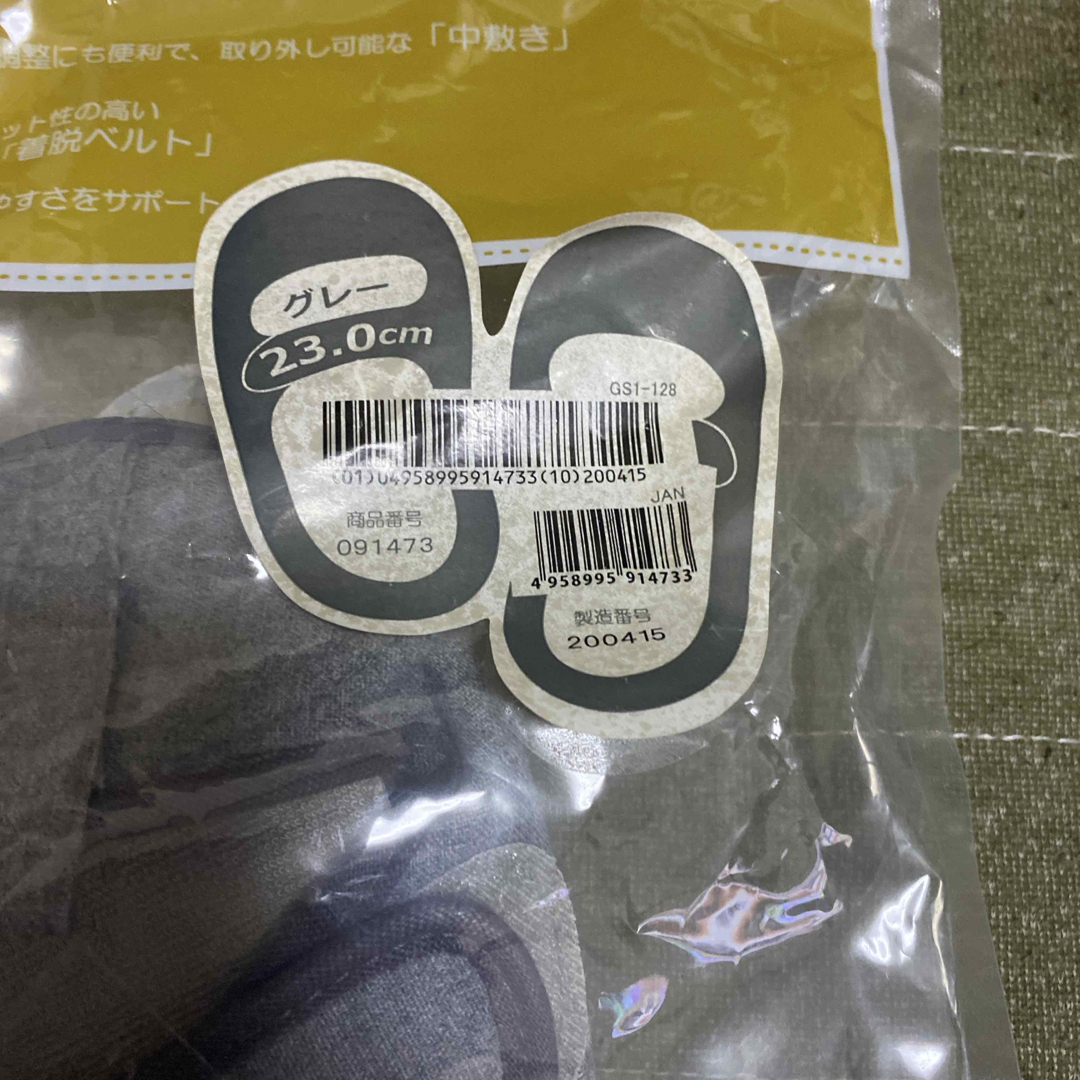 調整にも便利で、取り外し可能な「中敷き」
ット性の高い
「着脱ベルト」
すさをサポート
グレー
23.0cm
GS1-128
(01)04958995914733(10)200415
JAN
4 958995 914733
商品番号
091473
製造番号
200415